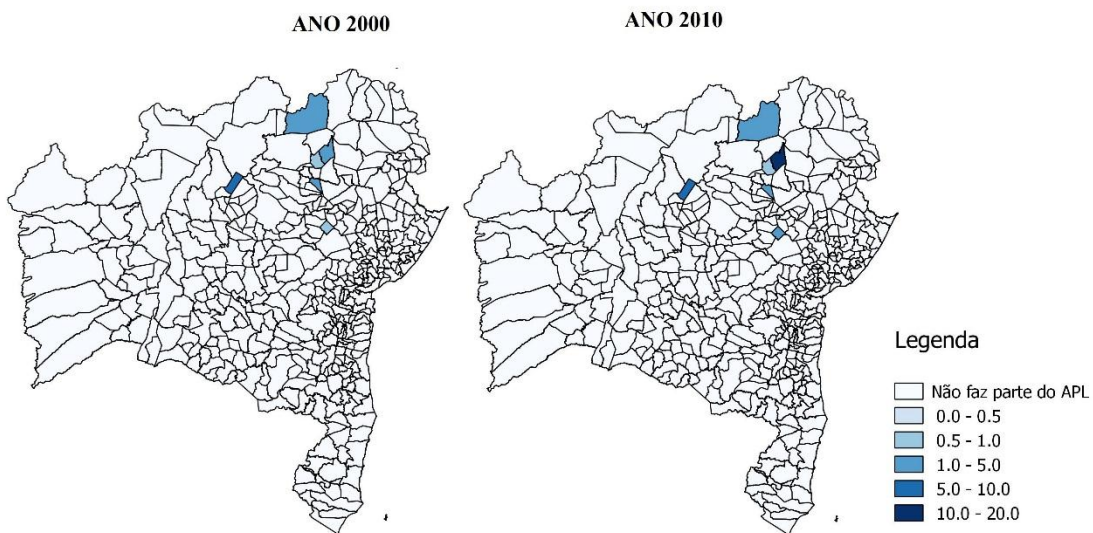 ANO 2000
ANO 2010
Legenda
Não faz parte do APL
0.0 - 0.5
0.5 - 1.0
1.0 - 5.0
5.0 - 10.0
10.0 - 20.0